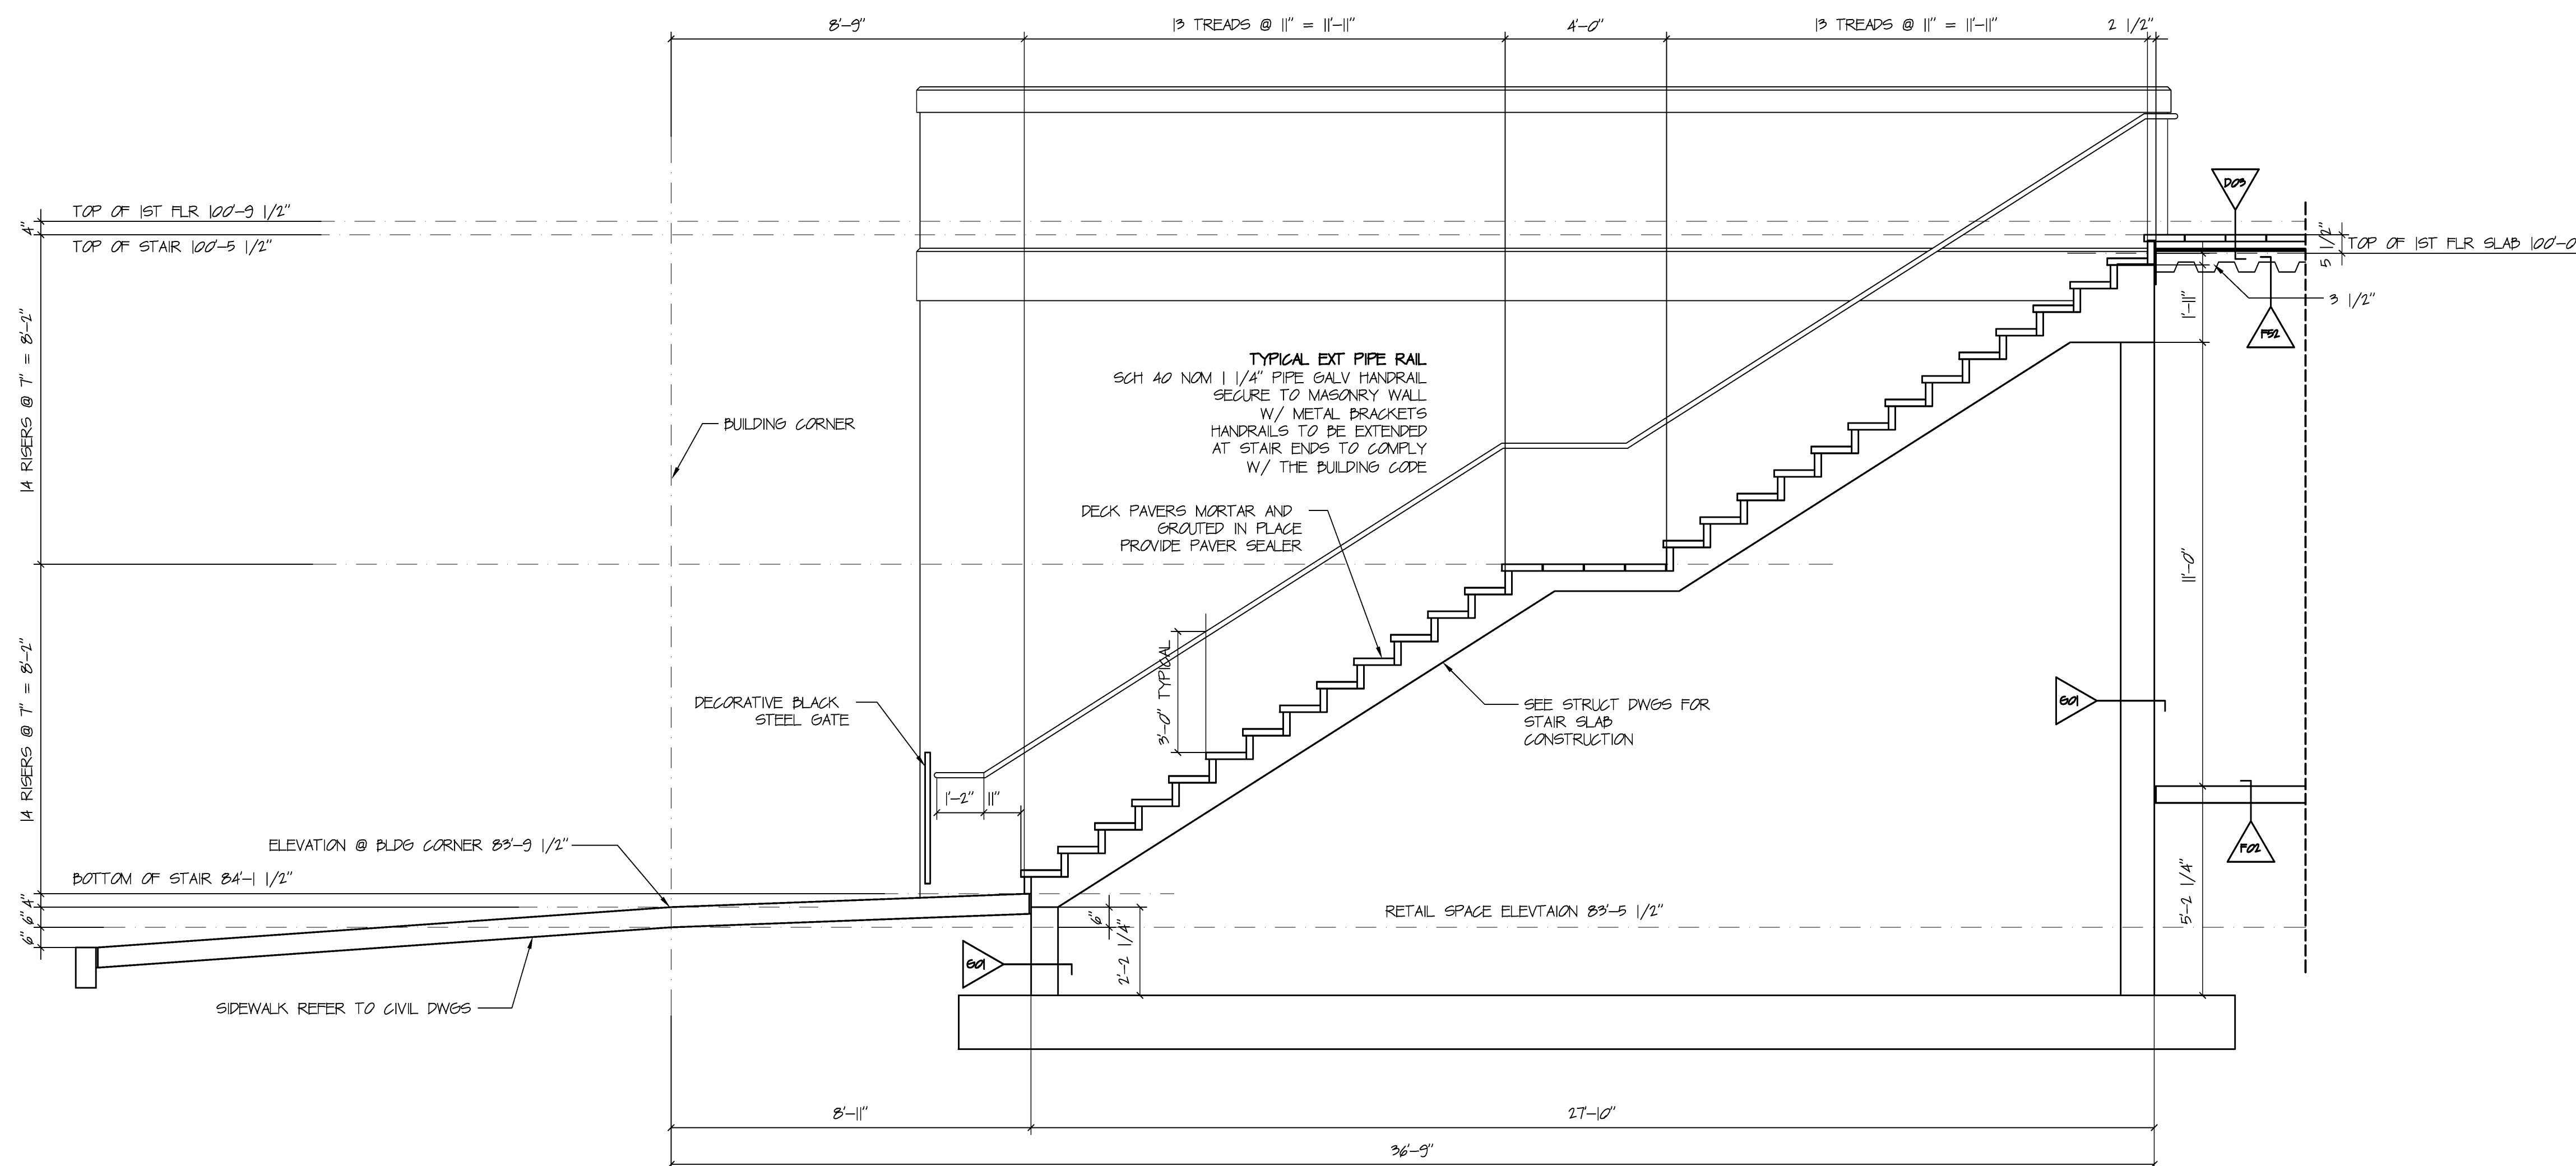 8'-9"
13 TREADS @ 11" = 11'-11"
4'-0"
13 TREADS @ 11" = 11'-11"
2 1/2"
D03
TOP OF 1ST FLR 100'-9 1/2"
4"
TOP OF STAIR 100'-5 1/2"
5 1/2"
TOP OF 1ST FLR SLAB 100'-0
3 1/2"
1'-11"
F52
14 RISERS @ 7" = 8'-2"
TYPICAL EXT PIPE RAIL
SCH 40 NOM 1 1/4" PIPE GALV HANDRAIL
SECURE TO MASONRY WALL
W/ METAL BRACKETS
HANDRAILS TO BE EXTENDED
AT STAIR ENDS TO COMPLY
W/ THE BUILDING CODE
BUILDING CORNER
DECK PAVERS MORTAR AND
GROUTED IN PLACE
PROVIDE PAVER SEALER
11'-0"
14 RISERS @ 7" = 8'-2"
3'-0" TYPICAL
DECORATIVE BLACK
STEEL GATE
SEE STRUCT DWGS FOR
STAIR SLAB
CONSTRUCTION
G01
1'-2"
11"
ELEVATION @ BLDG CORNER 83'-9 1/2"
F02
BOTTOM OF STAIR 84'-1 1/2"
4"
6"
6"
6"
2'-2 1/4"
RETAIL SPACE ELEVTAION 83'-5 1/2"
5'-2 1/4"
G01
SIDEWALK REFER TO CIVIL DWGS
8'-11"
27'-10"
36'-9"